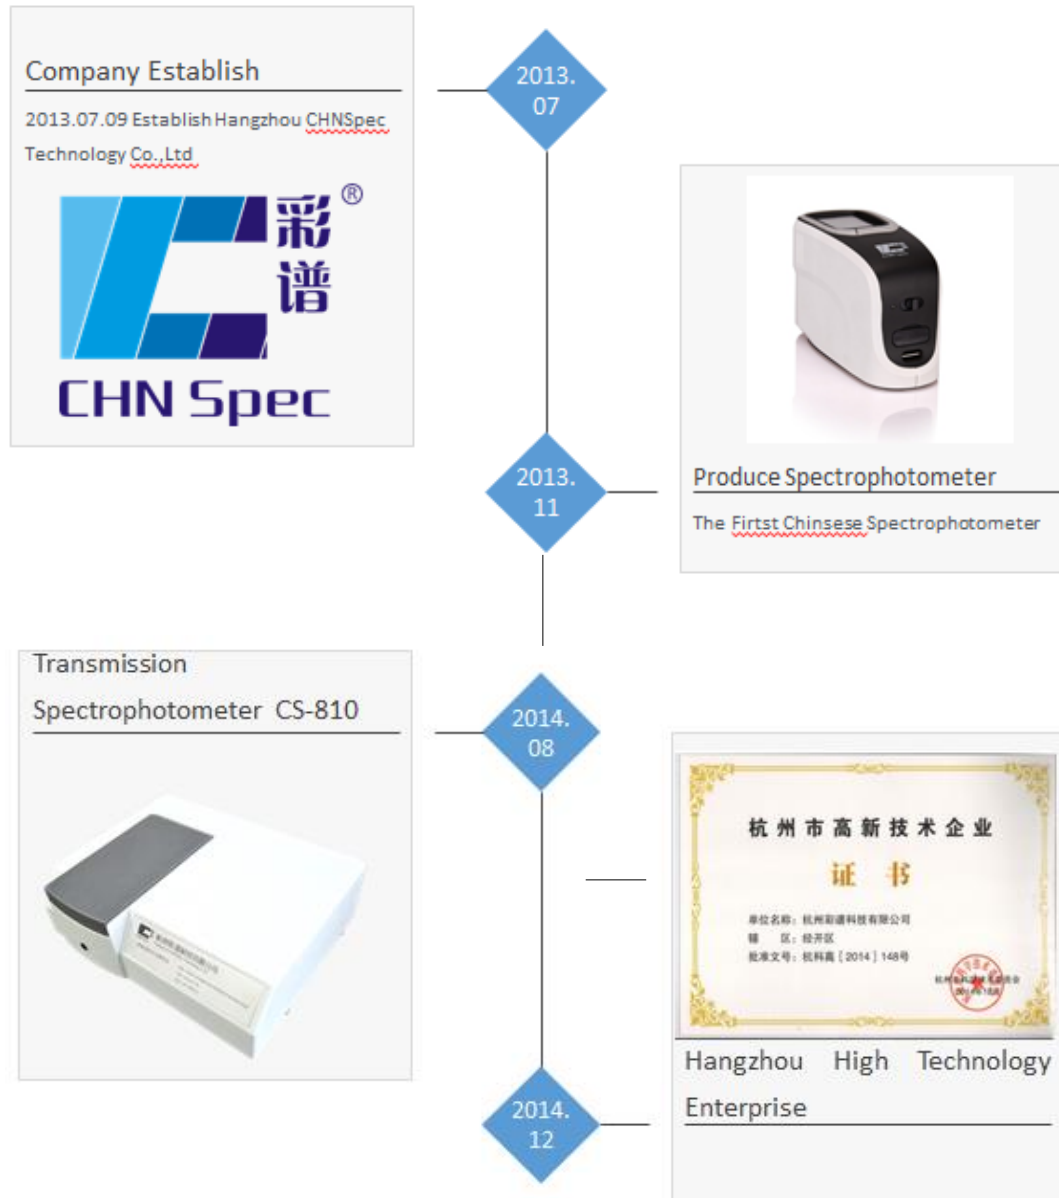 Company Establish
2013.07.09 Establish Hangzhou CHNSpec
Technology Co.,Ltd
彩谱®
CHN Spec
2013.
07
2013.
11
Produce Spectrophotometer
The Firtst Chinsese Spectrophotometer
Transmission
Spectrophotometer CS-810
2014.
08
杭州市高新技术企业
证书
单位名称：杭州彩谱科技有限公司
辖 区：经开区
批准文号：杭科高［2014］148号
Hangzhou High Technology
Enterprise
2014.
12